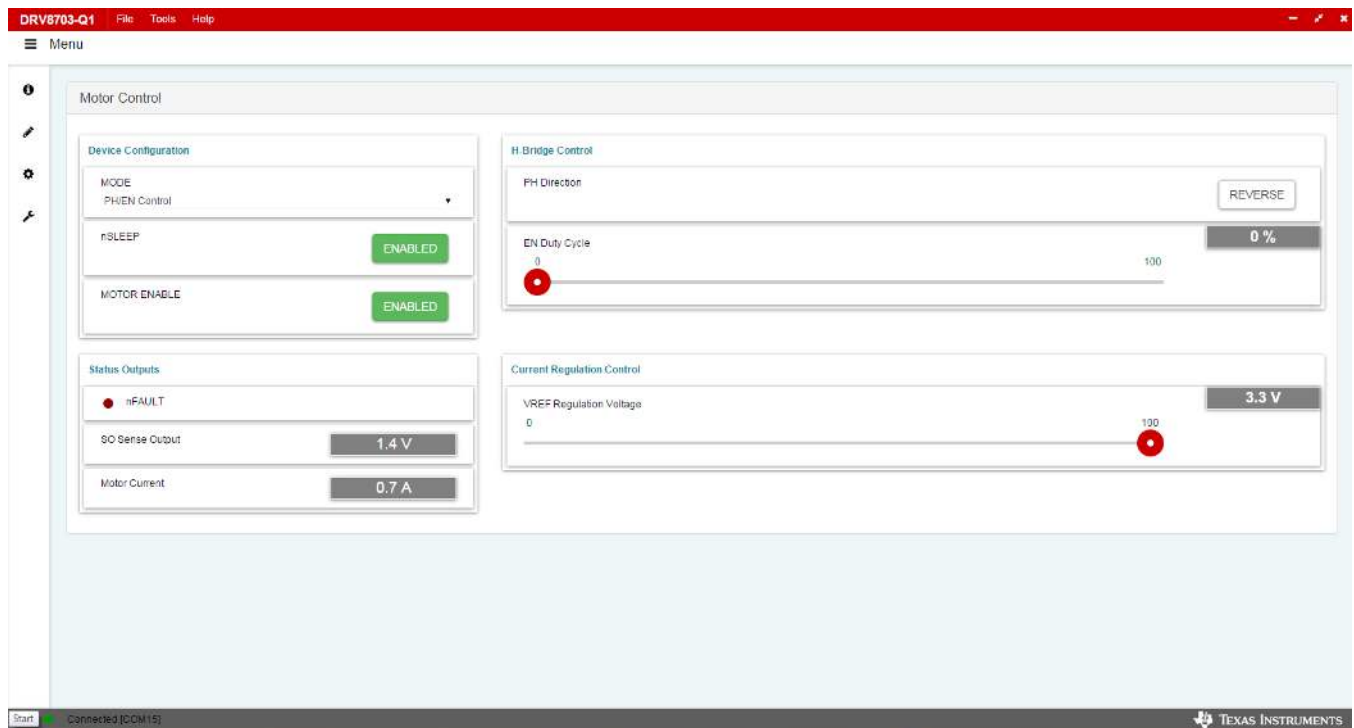 DRV8703-Q1 File Tools Help
Menu
Motor Control
Device Configuration
MODE
PH/EN Control
nSLEEP
ENABLED
MOTOR ENABLE
ENABLED
H-Bridge Control
PH Direction
REVERSE
EN Duty Cycle
0 %
0 100
Status Outputs
nFAULT
SO Sense Output
1.4 V
Motor Current
0.7 A
Current Regulation Control
VREF Regulation Voltage
3.3 V
0 100
Start Connected [COM15] TEXAS INSTRUMENTS